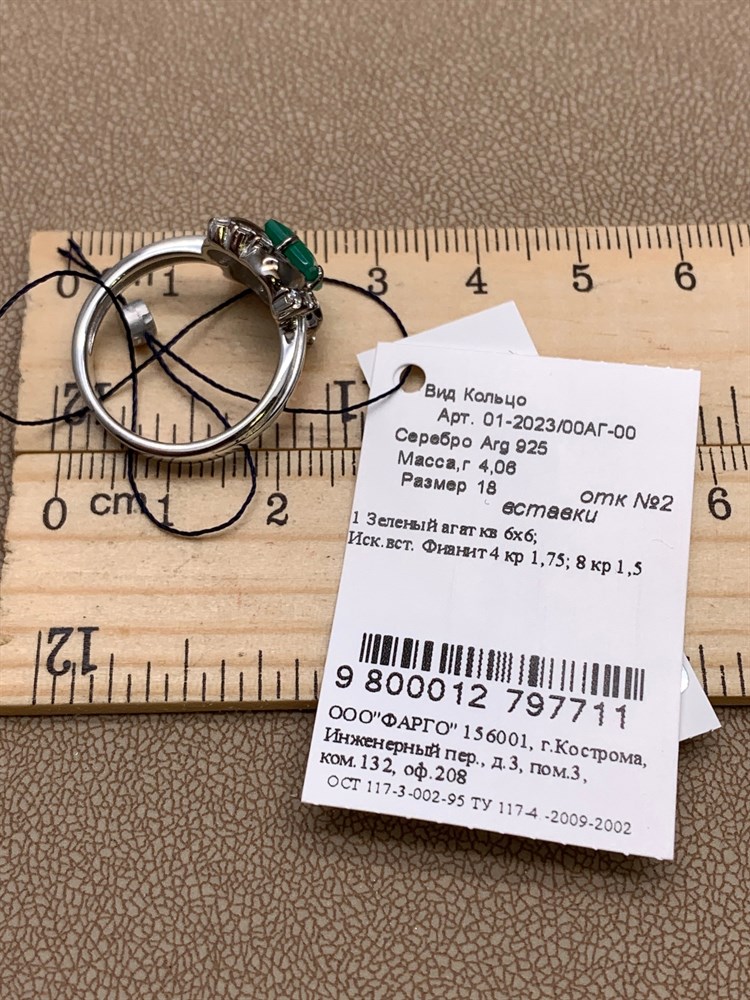 0 1 3 4 5 6
12 11
0 cm 1 2 6
12
Вид Кольцо
Арт. 01-2023/00АГ-00
Серебро Arg 925
Масса,г 4,06
Размер 18
отк №2
вставки
1 Зеленый агат кв 6х6;
Иск.вст. Фианит 4 кр 1,75; 8 кр 1,5
9 800012 797711
ООО"ФАРГО" 156001, г.Кострома,
Инженерный пер., д.3, пом.3,
ком.132, оф.208
ОСТ 117-3-002-95 ТУ 117-4 -2009-2002